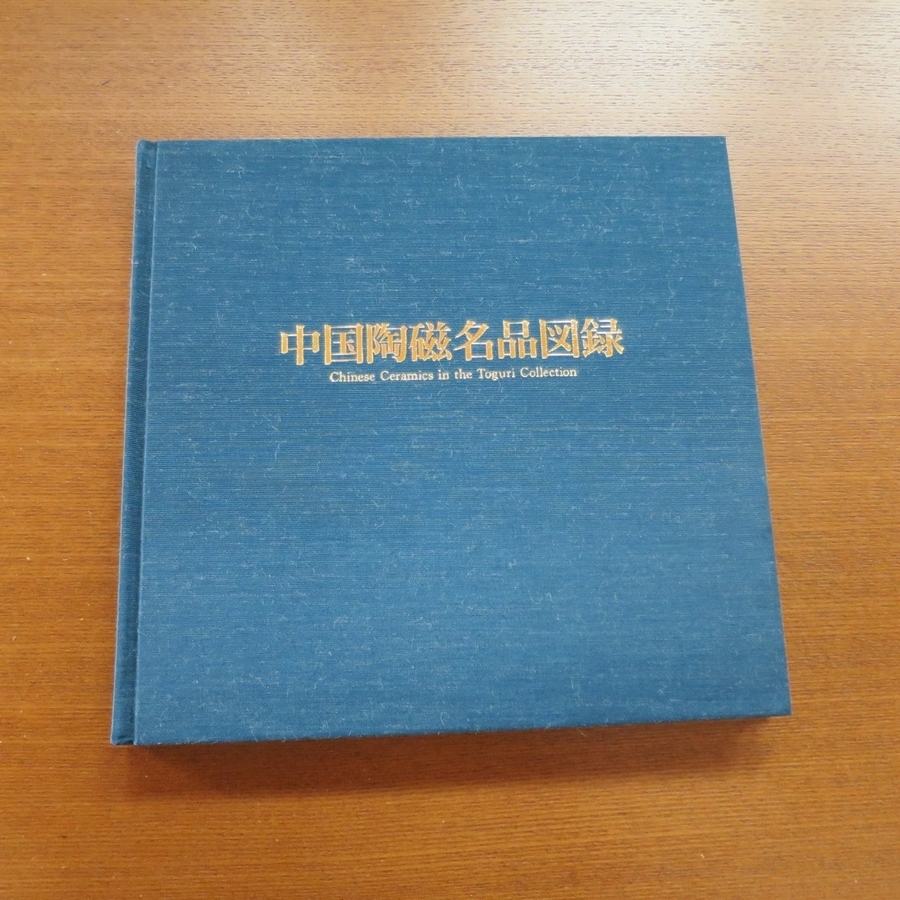 中国陶磁名品図録
Chinese Ceramics in the Toguri Collection